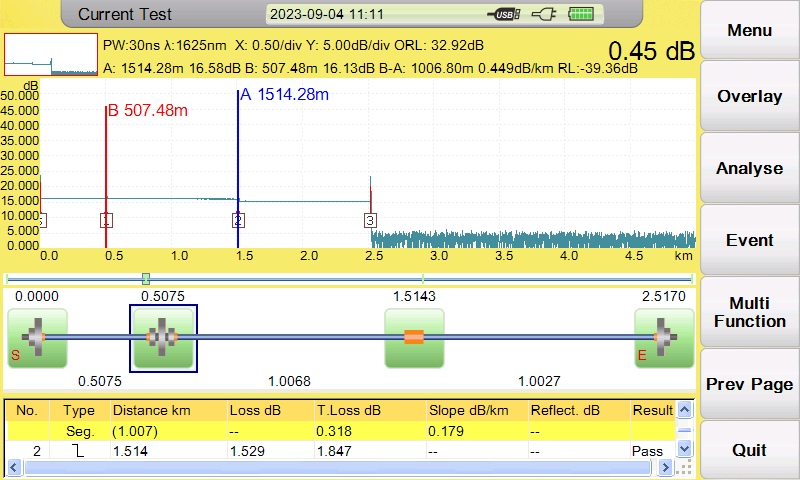 Current Test 2023-09-04 11:11 USB
PW:30ns λ:1625nm X: 0.50/div Y: 5.00dB/div ORL: 32.92dB
0.45 dB
A: 1514.28m 16.58dB B: 507.48m 16.13dB B-A: 1006.80m 0.449dB/km RL:-39.36dB
dB
50.000
45.000
40.000
35.000
30.000
25.000
20.000
15.000
10.000
5.000
0.000
B 507.48m
A 1514.28m
1
2
3
0.0 0.5 1.0 1.5 2.0 2.5 3.0 3.5 4.0 4.5 km
0.0000 0.5075 1.5143 2.5170
S E
0.5075 1.0068 1.0027
No. Type Distance km Loss dB T.Loss dB Slope dB/km Reflect. dB Result
Seg. (1.007) -- 0.318 0.179 --
2 1.514 1.529 1.847 -- -- Pass
Menu
Overlay
Analyse
Event
Multi
Function
Prev Page
Quit